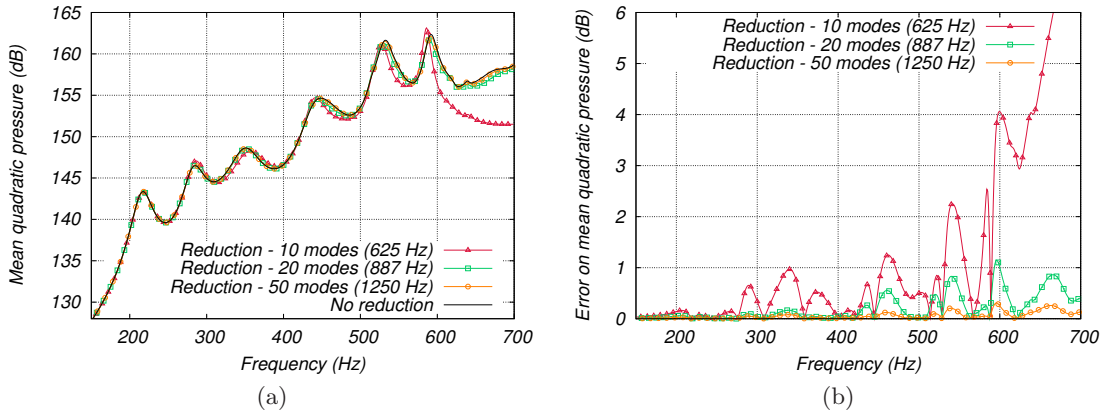 Mean quadratic pressure (dB)
165
160
155
150
145
140
135
130
Reduction - 10 modes (625 Hz)
Reduction - 20 modes (887 Hz)
Reduction - 50 modes (1250 Hz)
No reduction
200 300 400 500 600 700
Frequency (Hz)
(a)
Error on mean quadratic pressure (dB)
6
5
4
3
2
1
0
Reduction - 10 modes (625 Hz)
Reduction - 20 modes (887 Hz)
Reduction - 50 modes (1250 Hz)
200 300 400 500 600 700
Frequency (Hz)
(b)